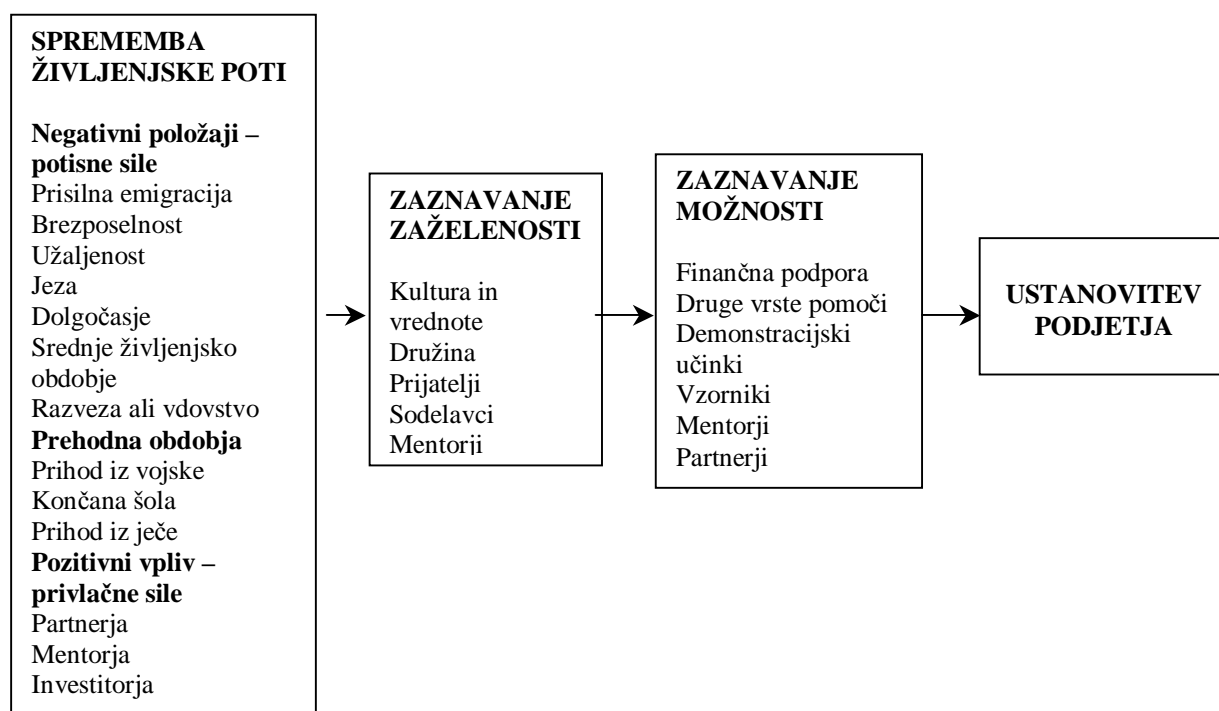 SPREMEMBA
ŽIVLJENJSKE POTI
Negativni položaji –
potisne sile
Prisilna emigracija
Brezposelnost
Užaljenost
Jeza
Dolgočasje
Srednje življenjsko
obdobje
Razveza ali vdovstvo
Prehodna obdobja
Prihod iz vojske
Končana šola
Prihod iz ječe
Pozitivni vpliv –
privlačne sile
Partnerja
Mentorja
Investitorja
ZAZNAVANJE
ZAŽELENOSTI
Kultura in
vrednote
Družina
Prijatelji
Sodelavci
Mentorji
ZAZNAVANJE
MOŽNOSTI
Finančna podpora
Druge vrste pomoči
Demonstracijski
učinki
Vzorniki
Mentorji
Partnerji
USTANOVITEV
PODJETJA